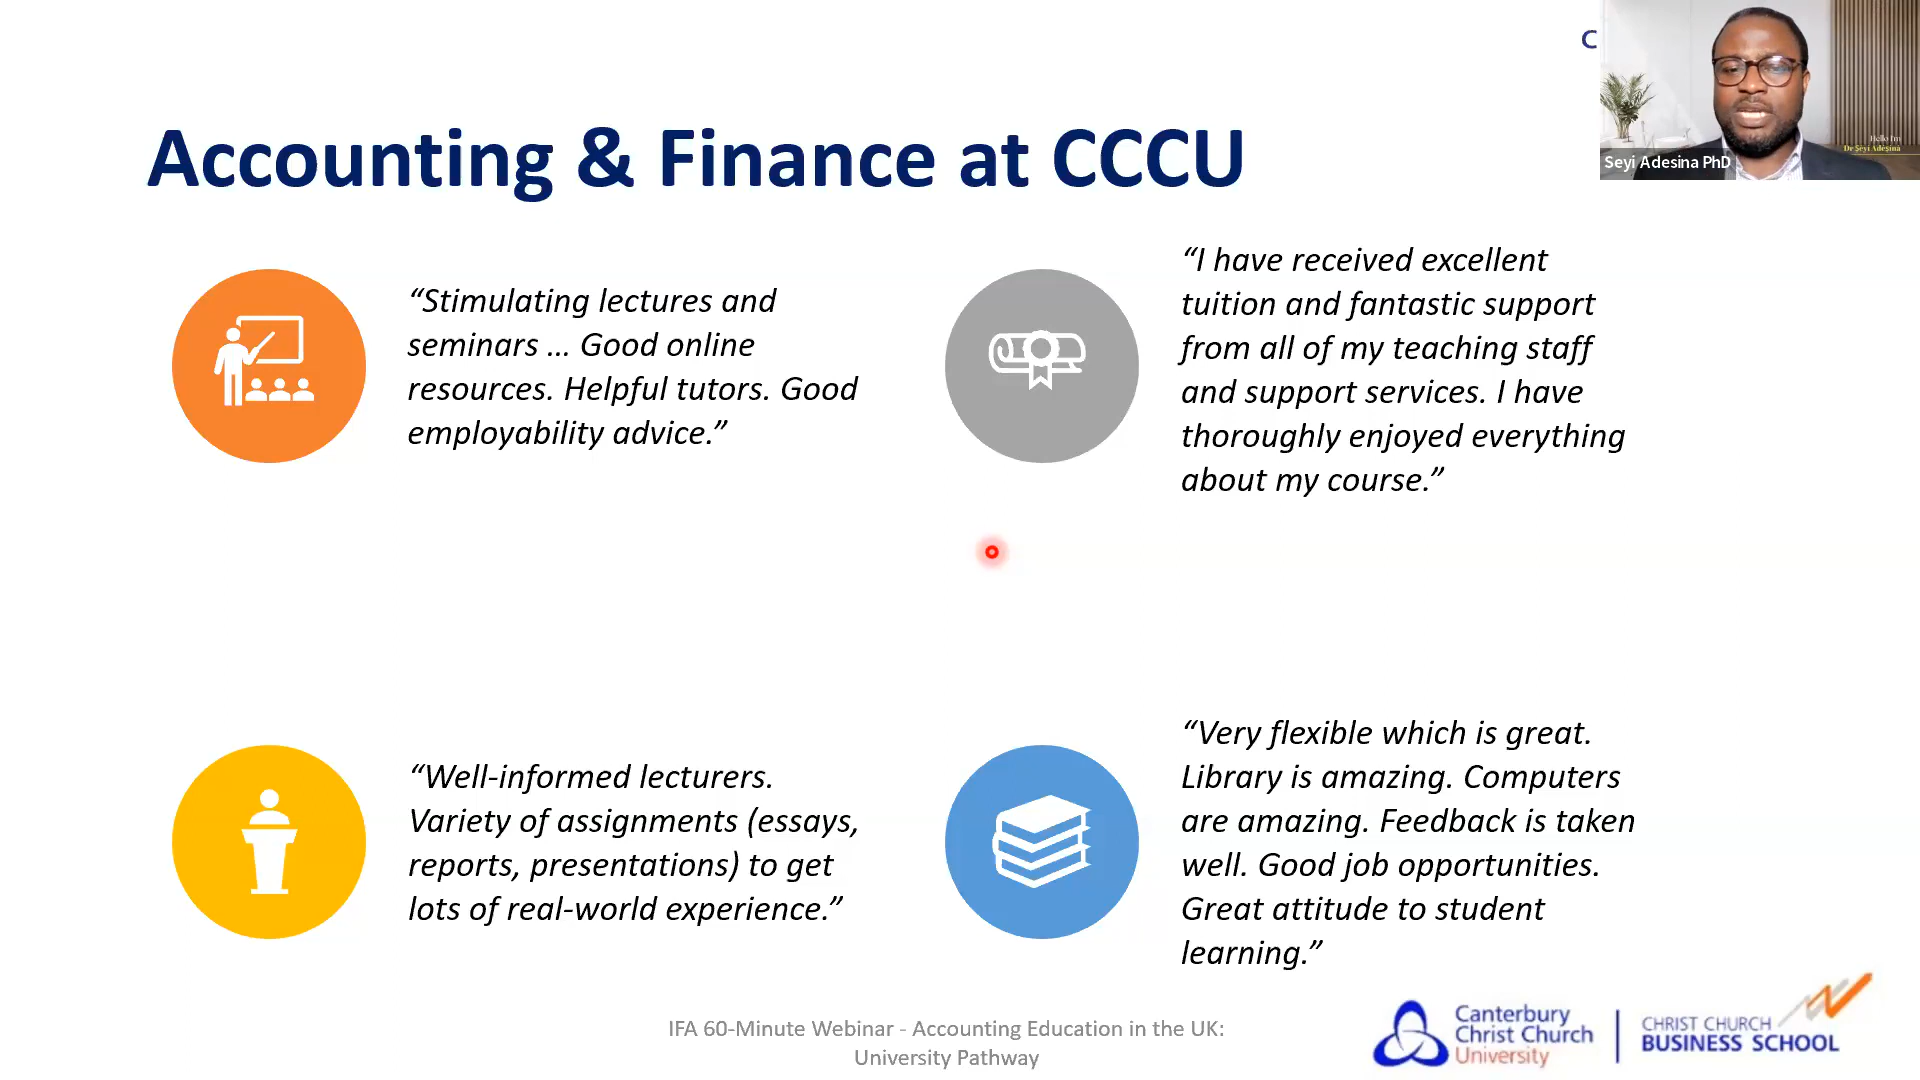 C
Hello I'm
Dr Seyi Adesina
Seyi Adesina PhD
Accounting & Finance at CCCU
“Stimulating lectures and
seminars ... Good online
resources. Helpful tutors. Good
employability advice.”
“I have received excellent
tuition and fantastic support
from all of my teaching staff
and support services. I have
thoroughly enjoyed everything
about my course.”
“Well-informed lecturers.
Variety of assignments (essays,
reports, presentations) to get
lots of real-world experience.”
“Very flexible which is great.
Library is amazing. Computers
are amazing. Feedback is taken
well. Good job opportunities.
Great attitude to student
learning.”
IFA 60-Minute Webinar - Accounting Education in the UK:
University Pathway
Canterbury
Christ Church
University
CHRIST CHURCH
BUSINESS SCHOOL